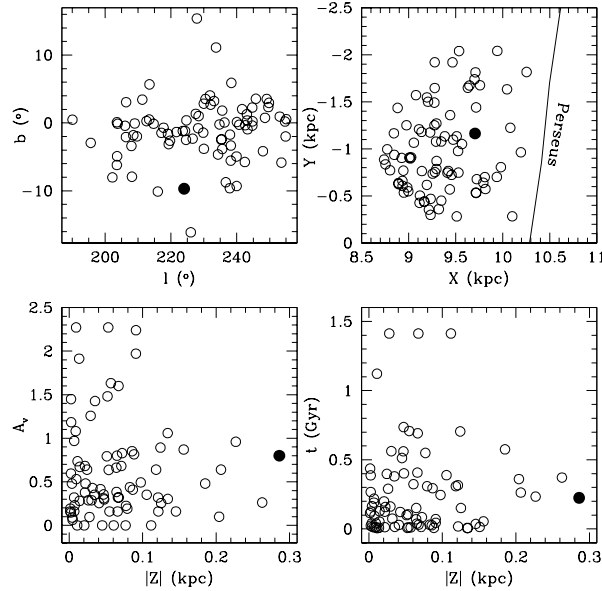 10
0
−10
b (°)
200 220 240
l (°)
−2.5
−2
−1.5
−1
−0.5
0
Y (kpc)
Perseus
8.5 9 9.5 10 10.5 11
X (kpc)
2.5
2
1.5
1
0.5
0
A_v
0 0.1 0.2 0.3
|Z| (kpc)
1.5
1
0.5
0
t (Gyr)
0 0.1 0.2 0.3
|Z| (kpc)